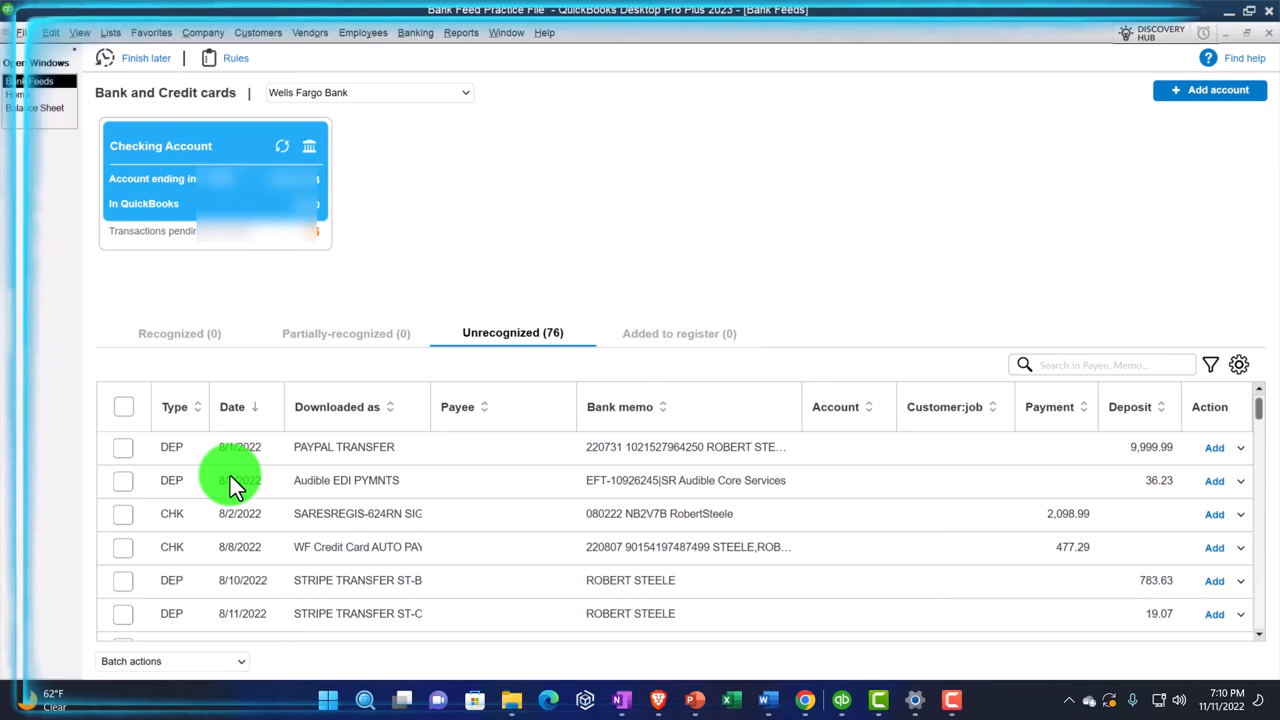 Bank Feed Practice File - QuickBooks Desktop Pro Plus 2023 - [Bank Feeds]
Edit View Lists Favorites Company Customers Vendors Employees Banking Reports Window Help
DISCOVERY HUB
Open Windows
Bank Feeds
Balance Sheet
Finish later | Rules
Find help
Bank and Credit cards | Wells Fargo Bank
+ Add account
Checking Account
Account ending in 4
In QuickBooks 0
Transactions
Recognized (0) Partially-recognized (0) Unrecognized (76) Added to register (0)
Search in Payee, Memo...
Type Date Downloaded as Payee Bank memo Account Customer:job Payment Deposit Action
DEP 8/1/2022 PAYPAL TRANSFER 220731 1021527964250 ROBERT STE... 9,999.99 Add
DEP Audible EDI PYMNTS EFT-10926245|SR Audible Core Services 36.23 Add
CHK 8/2/2022 SARESREGIS-624RN SIG 080222 NB2V7B RobertSteele 2,098.99 Add
CHK 8/8/2022 WF Credit Card AUTO PAY 220807 90154197487499 STEELE,ROB... 477.29 Add
DEP 8/10/2022 STRIPE TRANSFER ST-B ROBERT STEELE 783.63 Add
DEP 8/11/2022 STRIPE TRANSFER ST-C ROBERT STEELE 19.07 Add
Batch actions
62°F
Clear
7:10 PM
11/11/2022